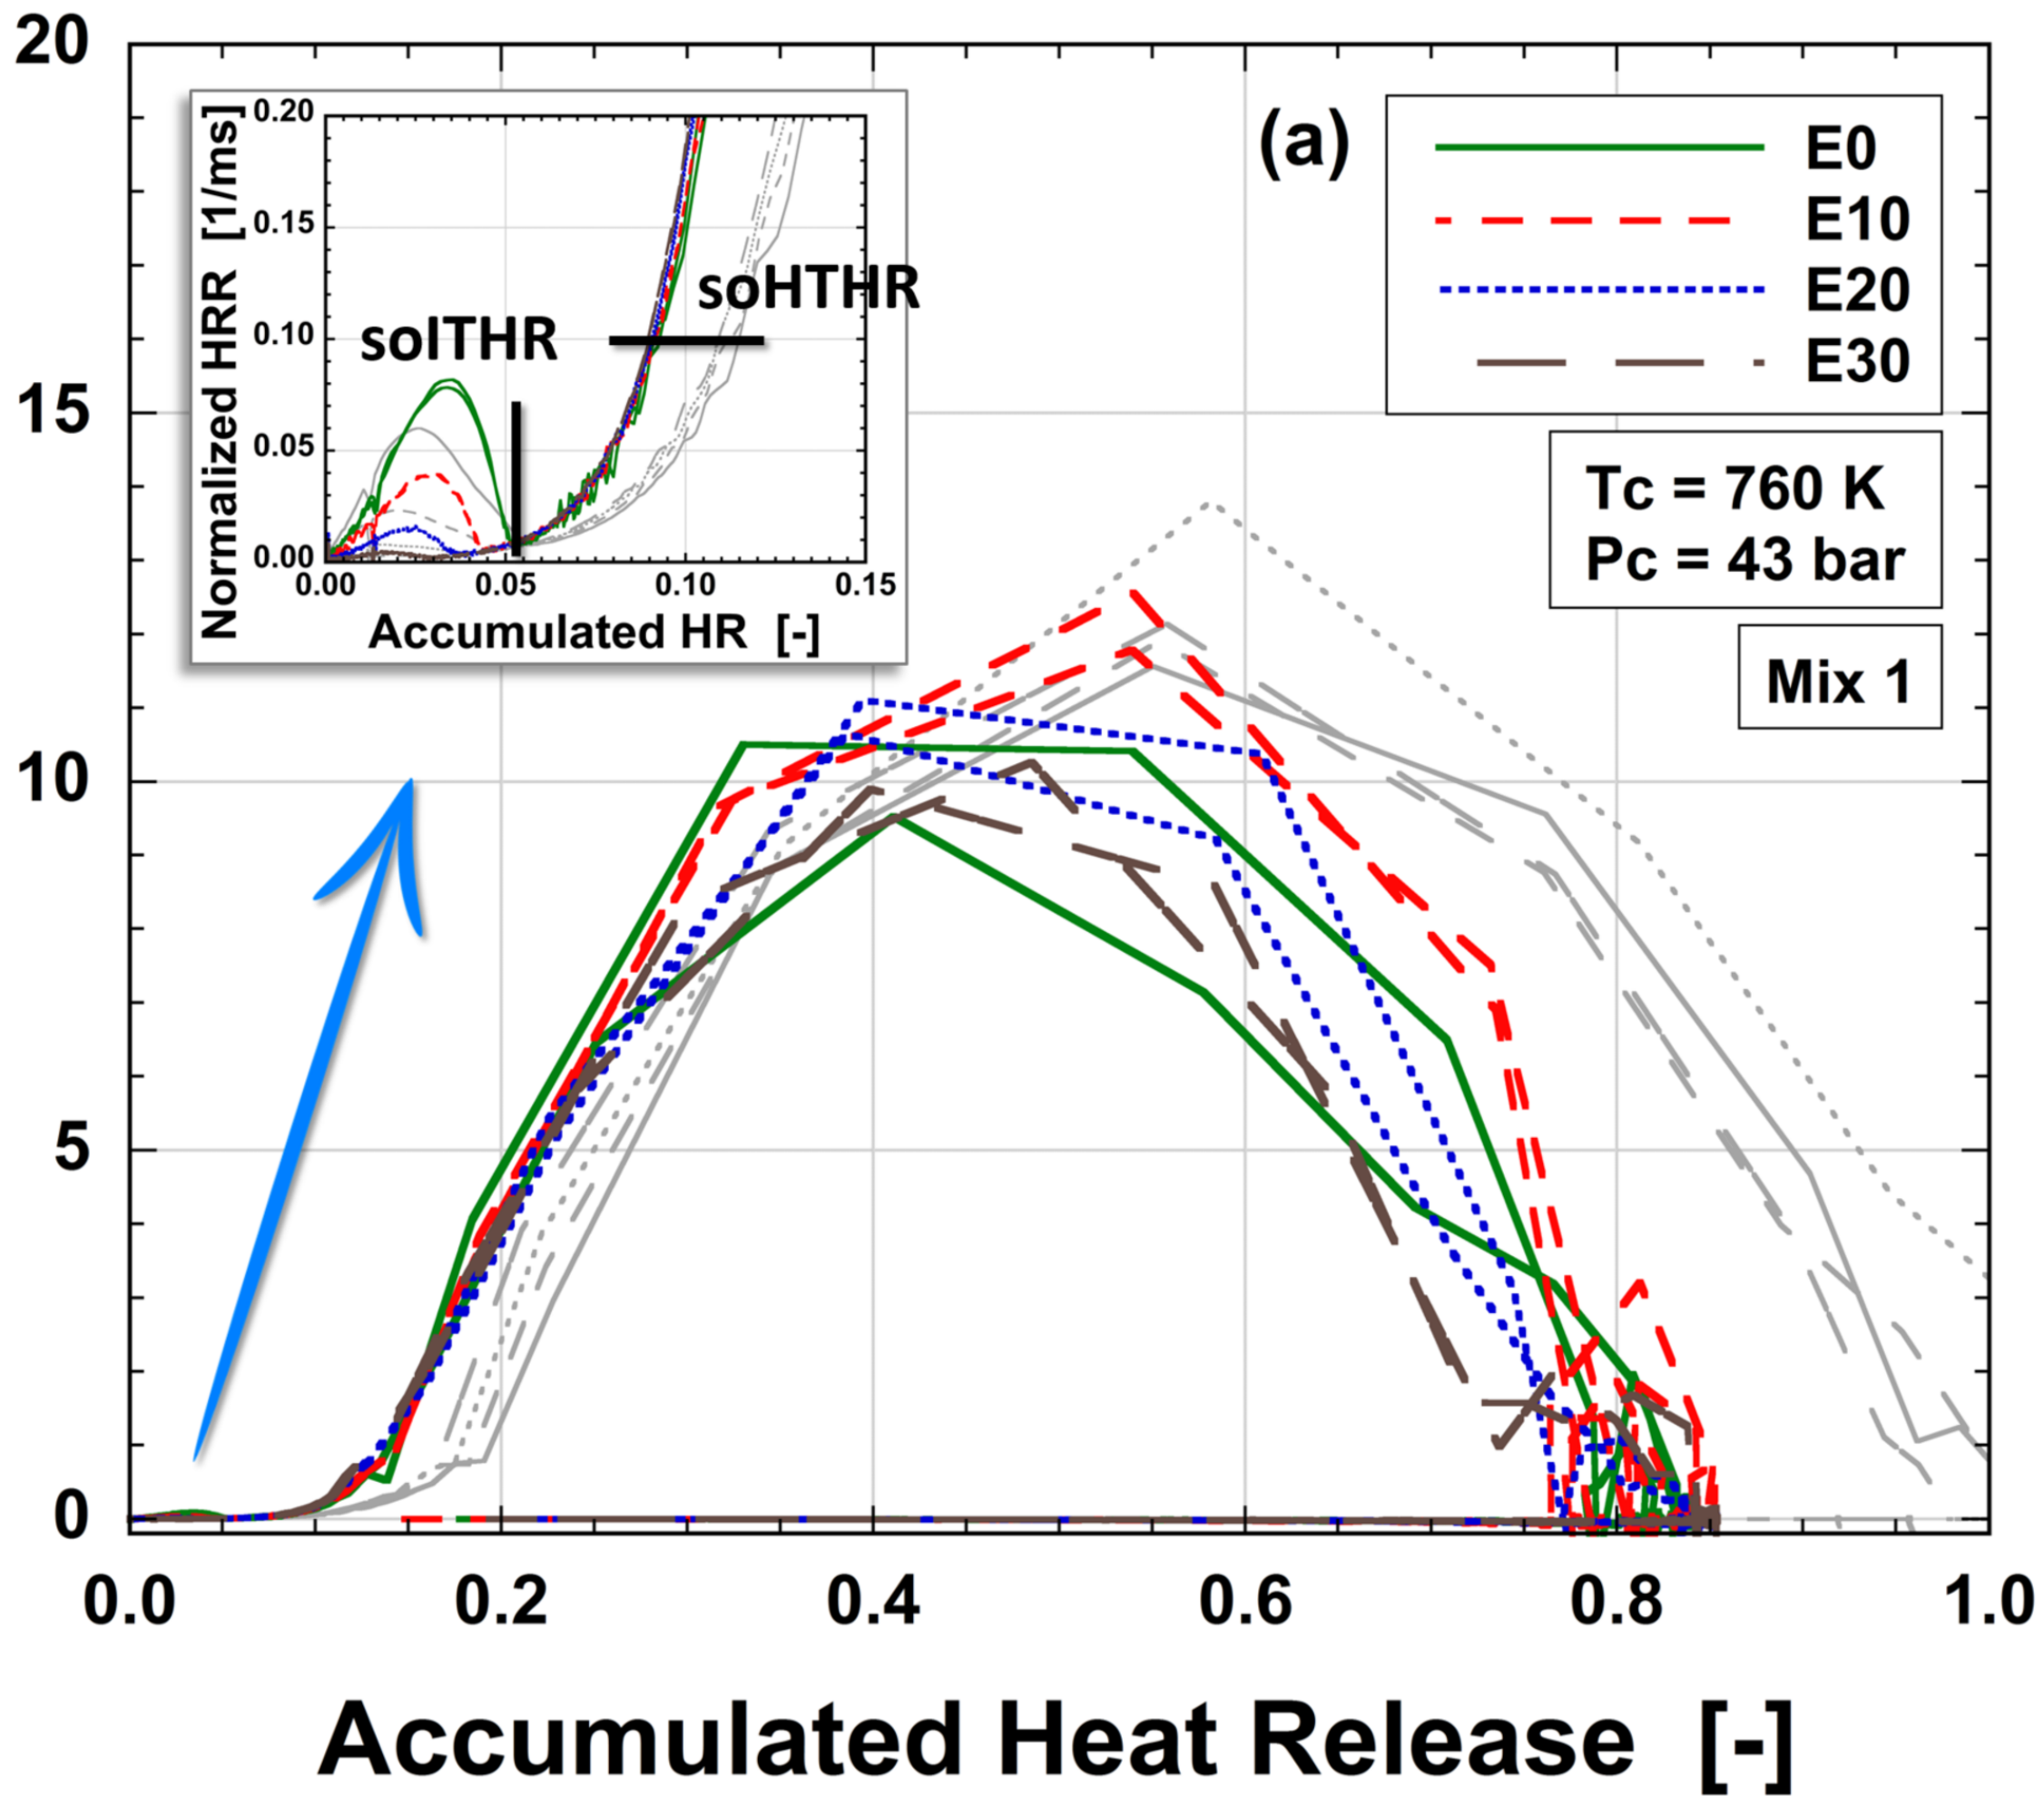 20
15
10
5
0
0.0 0.2 0.4 0.6 0.8 1.0
Accumulated Heat Release [-]
Normalized HRR [1/ms]
0.20
0.15
0.10
0.05
0.00
0.00 0.05 0.10 0.15
Accumulated HR [-]
soITHR
soHTHR
(a)
E0
E10
E20
E30
Tc = 760 K
Pc = 43 bar
Mix 1